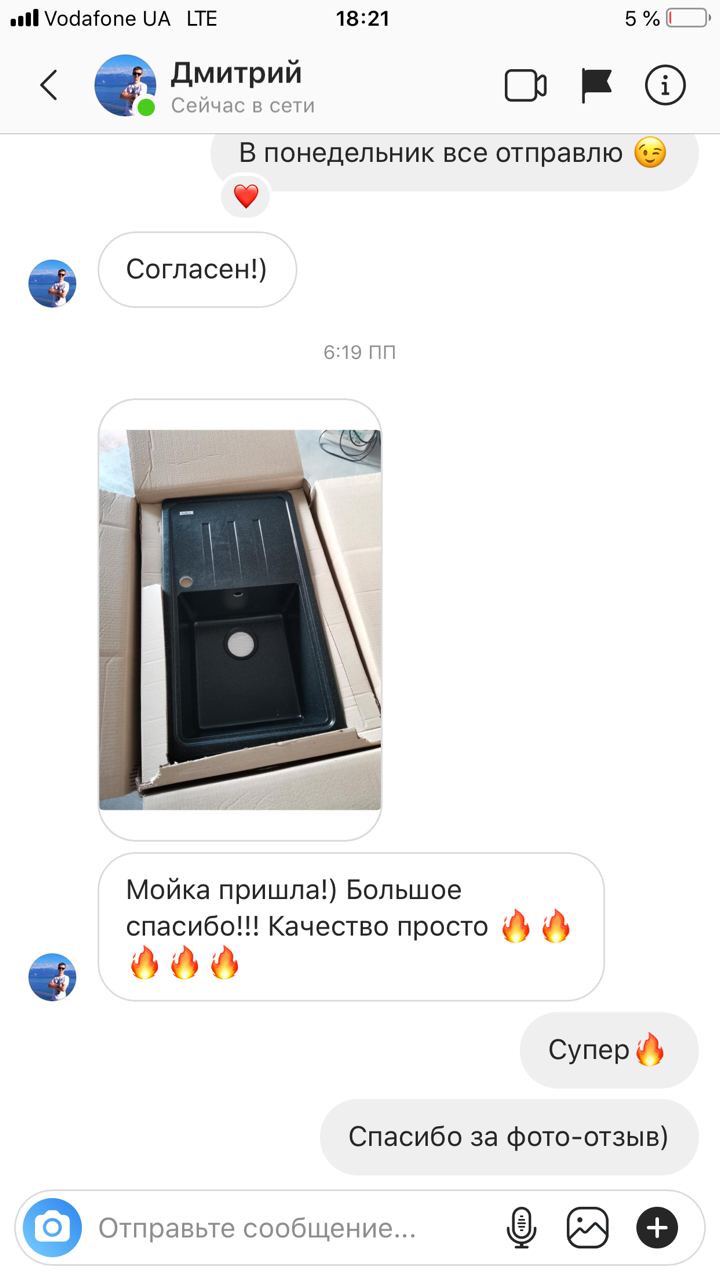 Vodafone UA LTE 18:21 5 %
Дмитрий
Сейчас в сети
В понедельник все отправлю 😉
❤️
Согласен!)
6:19 ПП
Мойка пришла!) Большое
спасибо!!! Качество просто 🔥🔥
🔥🔥🔥
Супер🔥
Спасибо за фото-отзыв)
Отправьте сообщение...